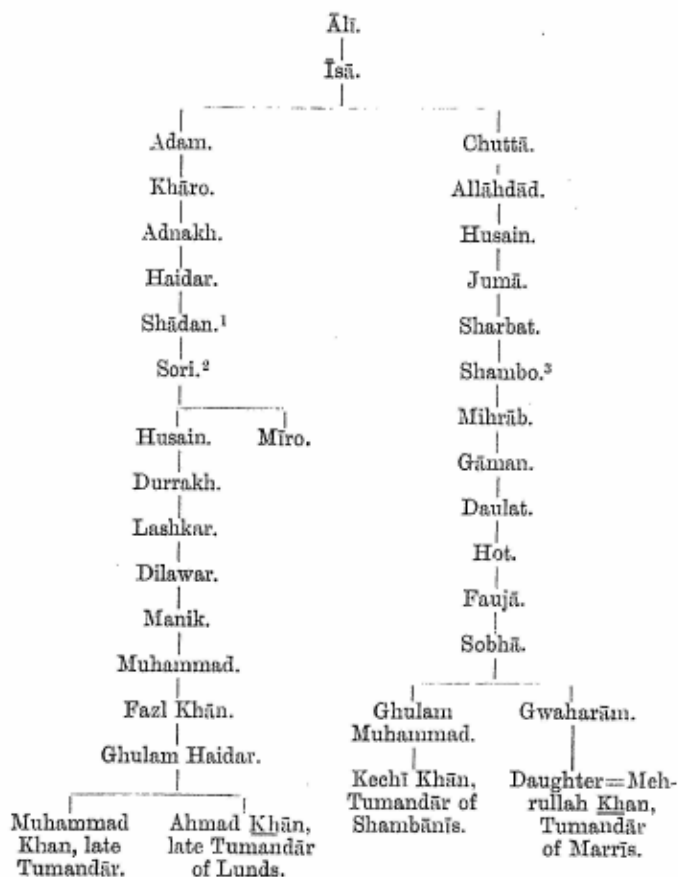 Ālī.
Īsā.
Adam. Chuttā.
Khāro. Allāhdād.
Adnakh. Husain.
Haidar. Jumā.
Shādan.¹ Sharbat.
Sori.² Shambo.³
Mihrāb.
Husain. Mīro.
Gāman.
Durrakh.
Daulat.
Lashkar.
Hot.
Dilawar.
Faujā.
Manik.
Sobhā.
Muhammad.
Fazl Khān. Ghulam Gwaharām.
Muhammad.
Ghulam Haidar.
Kechī Khān, Daughter=Meh-
Tumandār of rullah Khan,
Shambānīs. Tumandār
of Marrīs.
Muhammad Ahmad Khān,
Khan, late late Tumandār
Tumandār. of Lunds.